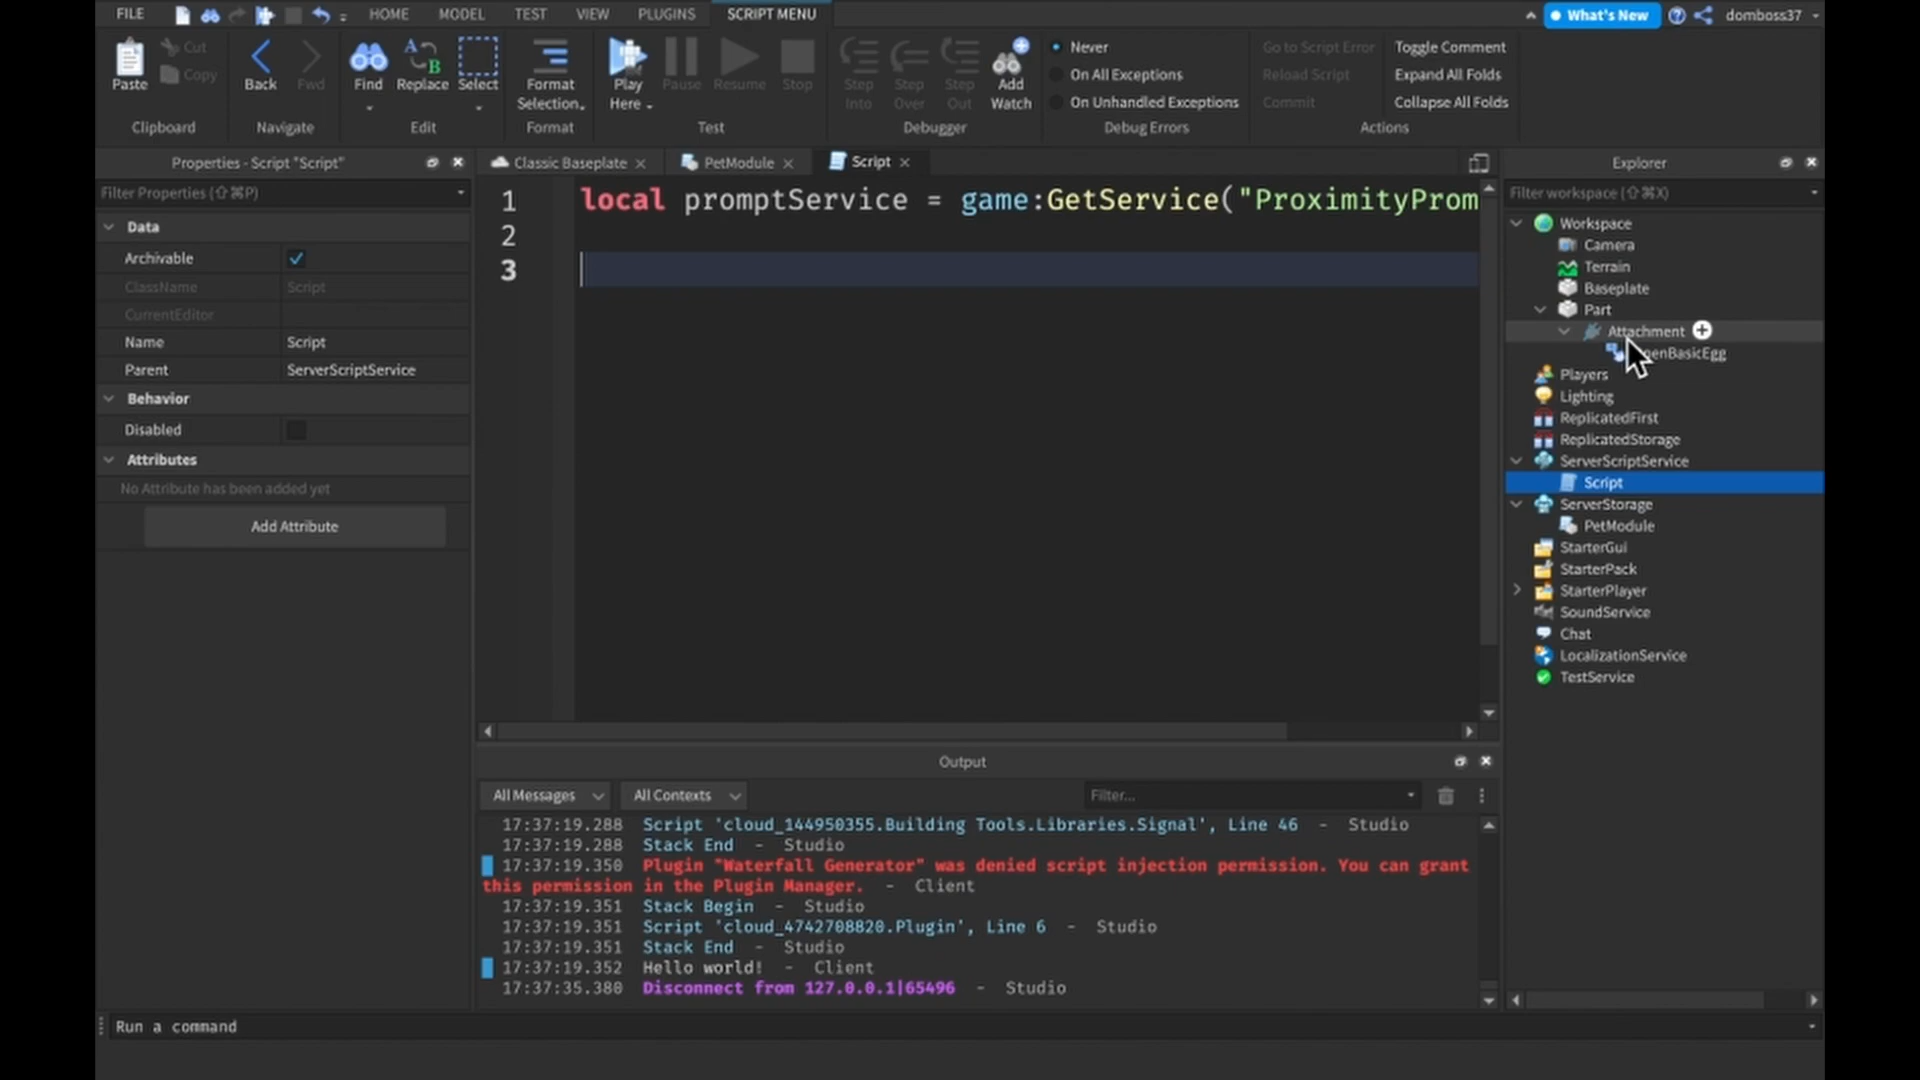 FILE HOME MODEL TEST VIEW PLUGINS SCRIPT MENU What's New domboss37
Paste Cut Copy Back Fwd Find Replace Select Format Selection Play Here Pause Resume Stop Step Into Step Over Step Out Add Watch
Never
On All Exceptions
On Unhandled Exceptions
Go to Script Error
Reload Script
Commit
Toggle Comment
Expand All Folds
Collapse All Folds
Clipboard Navigate Edit Format Test Debugger Debug Errors Actions
Properties - Script "Script"
Filter Properties (⇧⌘P)
Data
Archivable
ClassName Script
CurrentEditor
Name Script
Parent ServerScriptService
Behavior
Disabled
Attributes
No Attribute has been added yet
Add Attribute
Classic Baseplate PetModule Script
1 local promptService = game:GetService("ProximityProm
2
3
Output
All Messages All Contexts Filter...
17:37:19.288 Script 'cloud_144950355.Building Tools.Libraries.Signal', Line 46 - Studio
17:37:19.288 Stack End - Studio
17:37:19.350 Plugin "Waterfall Generator" was denied script injection permission. You can grant
this permission in the Plugin Manager. - Client
17:37:19.351 Stack Begin - Studio
17:37:19.351 Script 'cloud_4742708820.Plugin', Line 6 - Studio
17:37:19.351 Stack End - Studio
17:37:19.352 Hello world! - Client
17:37:35.380 Disconnect from 127.0.0.1|65496 - Studio
Explorer
Filter workspace (⇧⌘X)
Workspace
Camera
Terrain
Baseplate
Part
Attachment
enBasicEgg
Players
Lighting
ReplicatedFirst
ReplicatedStorage
ServerScriptService
Script
ServerStorage
PetModule
StarterGui
StarterPack
StarterPlayer
SoundService
Chat
LocalizationService
TestService
Run a command